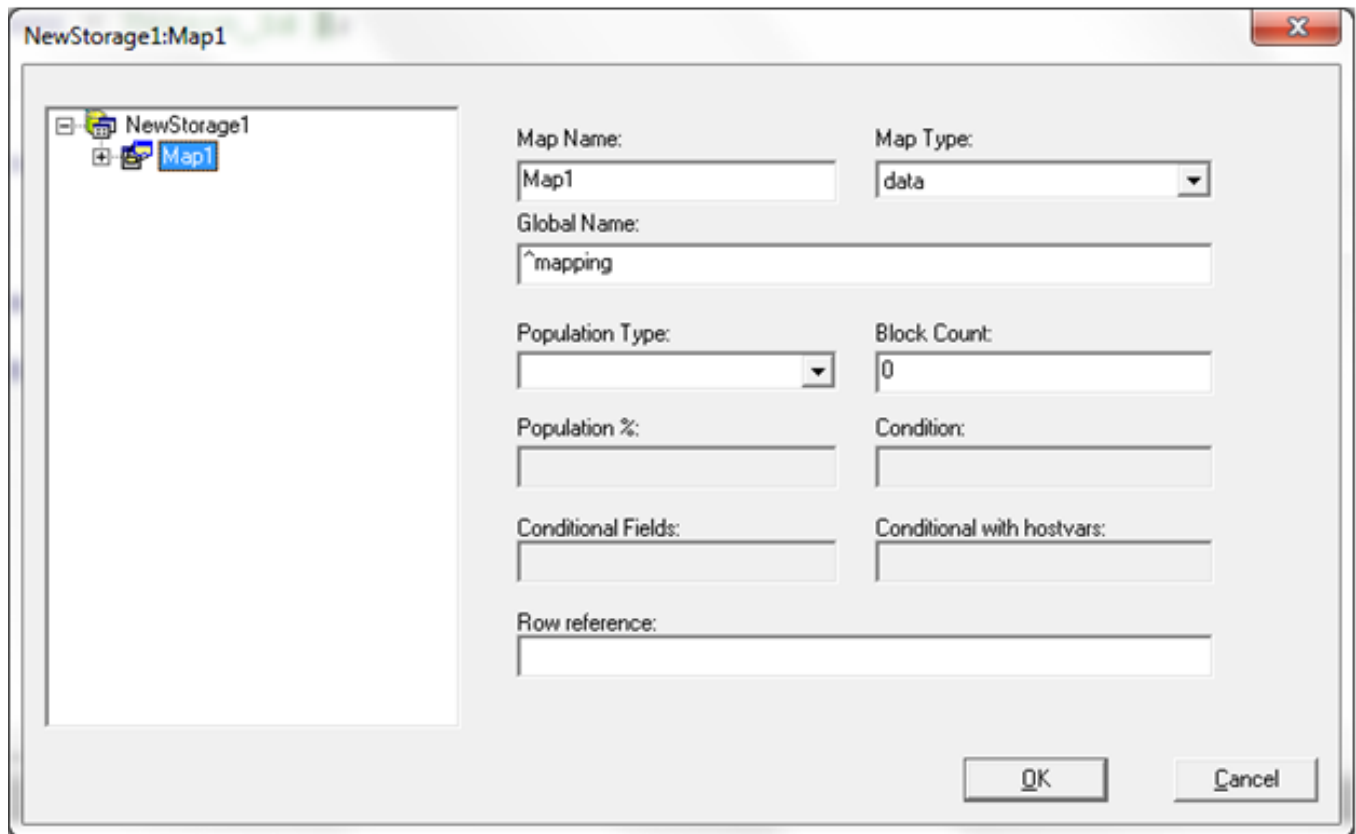 NewStorage1:Map1
NewStorage1
Map1
Map Name: Map Type:
Map1 data
Global Name:
^mapping
Population Type: Block Count:
0
Population %: Condition:
Conditional Fields: Conditional with hostvars:
Row reference:
OK Cancel